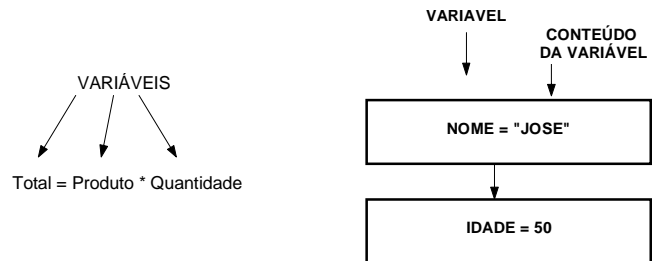 VARIÁVEIS
Total = Produto * Quantidade
VARIAVEL
CONTEÚDO
DA VARIÁVEL
NOME = "JOSE"
IDADE = 50